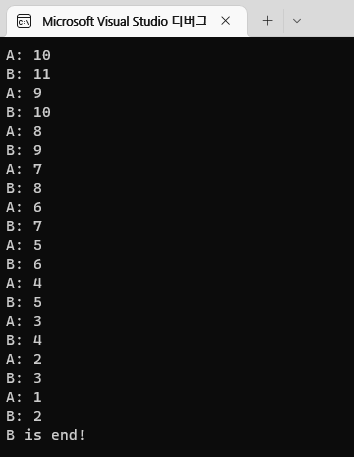 Microsoft Visual Studio 디버그
A: 10
B: 11
A: 9
B: 10
A: 8
B: 9
A: 7
B: 8
A: 6
B: 7
A: 5
B: 6
A: 4
B: 5
A: 3
B: 4
A: 2
B: 3
A: 1
B: 2
B is end!